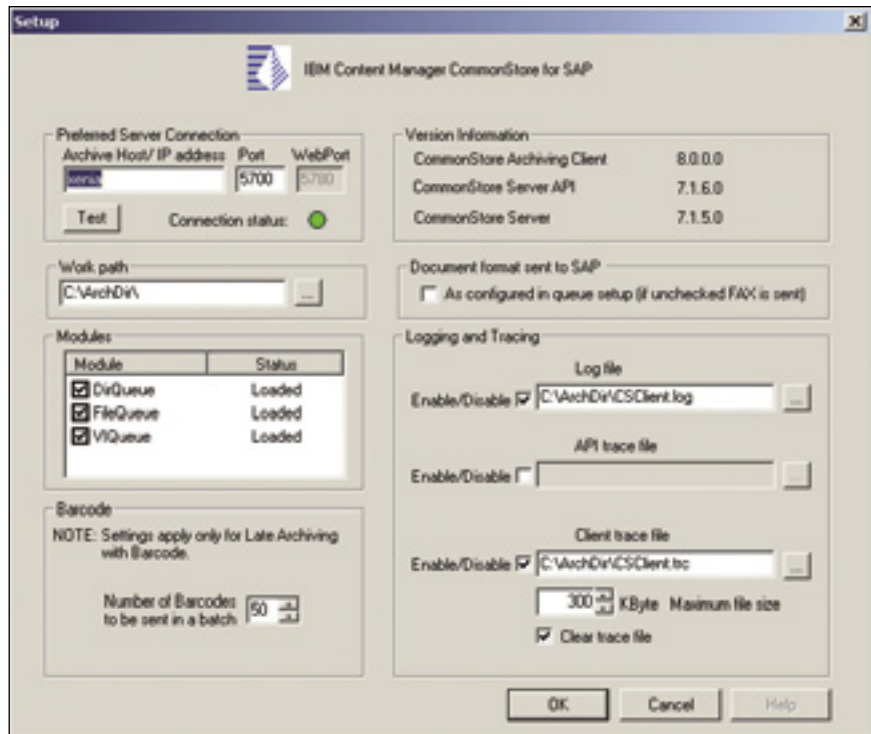 Setup
IBM Content Manager CommonStore for SAP
Preferred Server Connection
Archive Host/ IP address Port WebPort
xenia 5700 5780
Test Connection status:
Version Information
CommonStore Archiving Client 8.0.0.0
CommonStore Server API 7.1.6.0
CommonStore Server 7.1.5.0
Work path
C:\ArchDir\ ...
Document format sent to SAP
As configured in queue setup (if unchecked FAX is sent)
Modules
Module Status
DirQueue Loaded
FileQueue Loaded
VIQueue Loaded
Logging and Tracing
Log file
Enable/Disable C:\ArchDir\CSClient.log ...
API trace file
Enable/Disable ...
Client trace file
Enable/Disable C:\ArchDir\CSClient.trc ...
300 KByte Maximum file size
Clear trace file
Barcode
NOTE: Settings apply only for Late Archiving
with Barcode.
Number of Barcodes
to be sent in a batch 50
OK Cancel Help